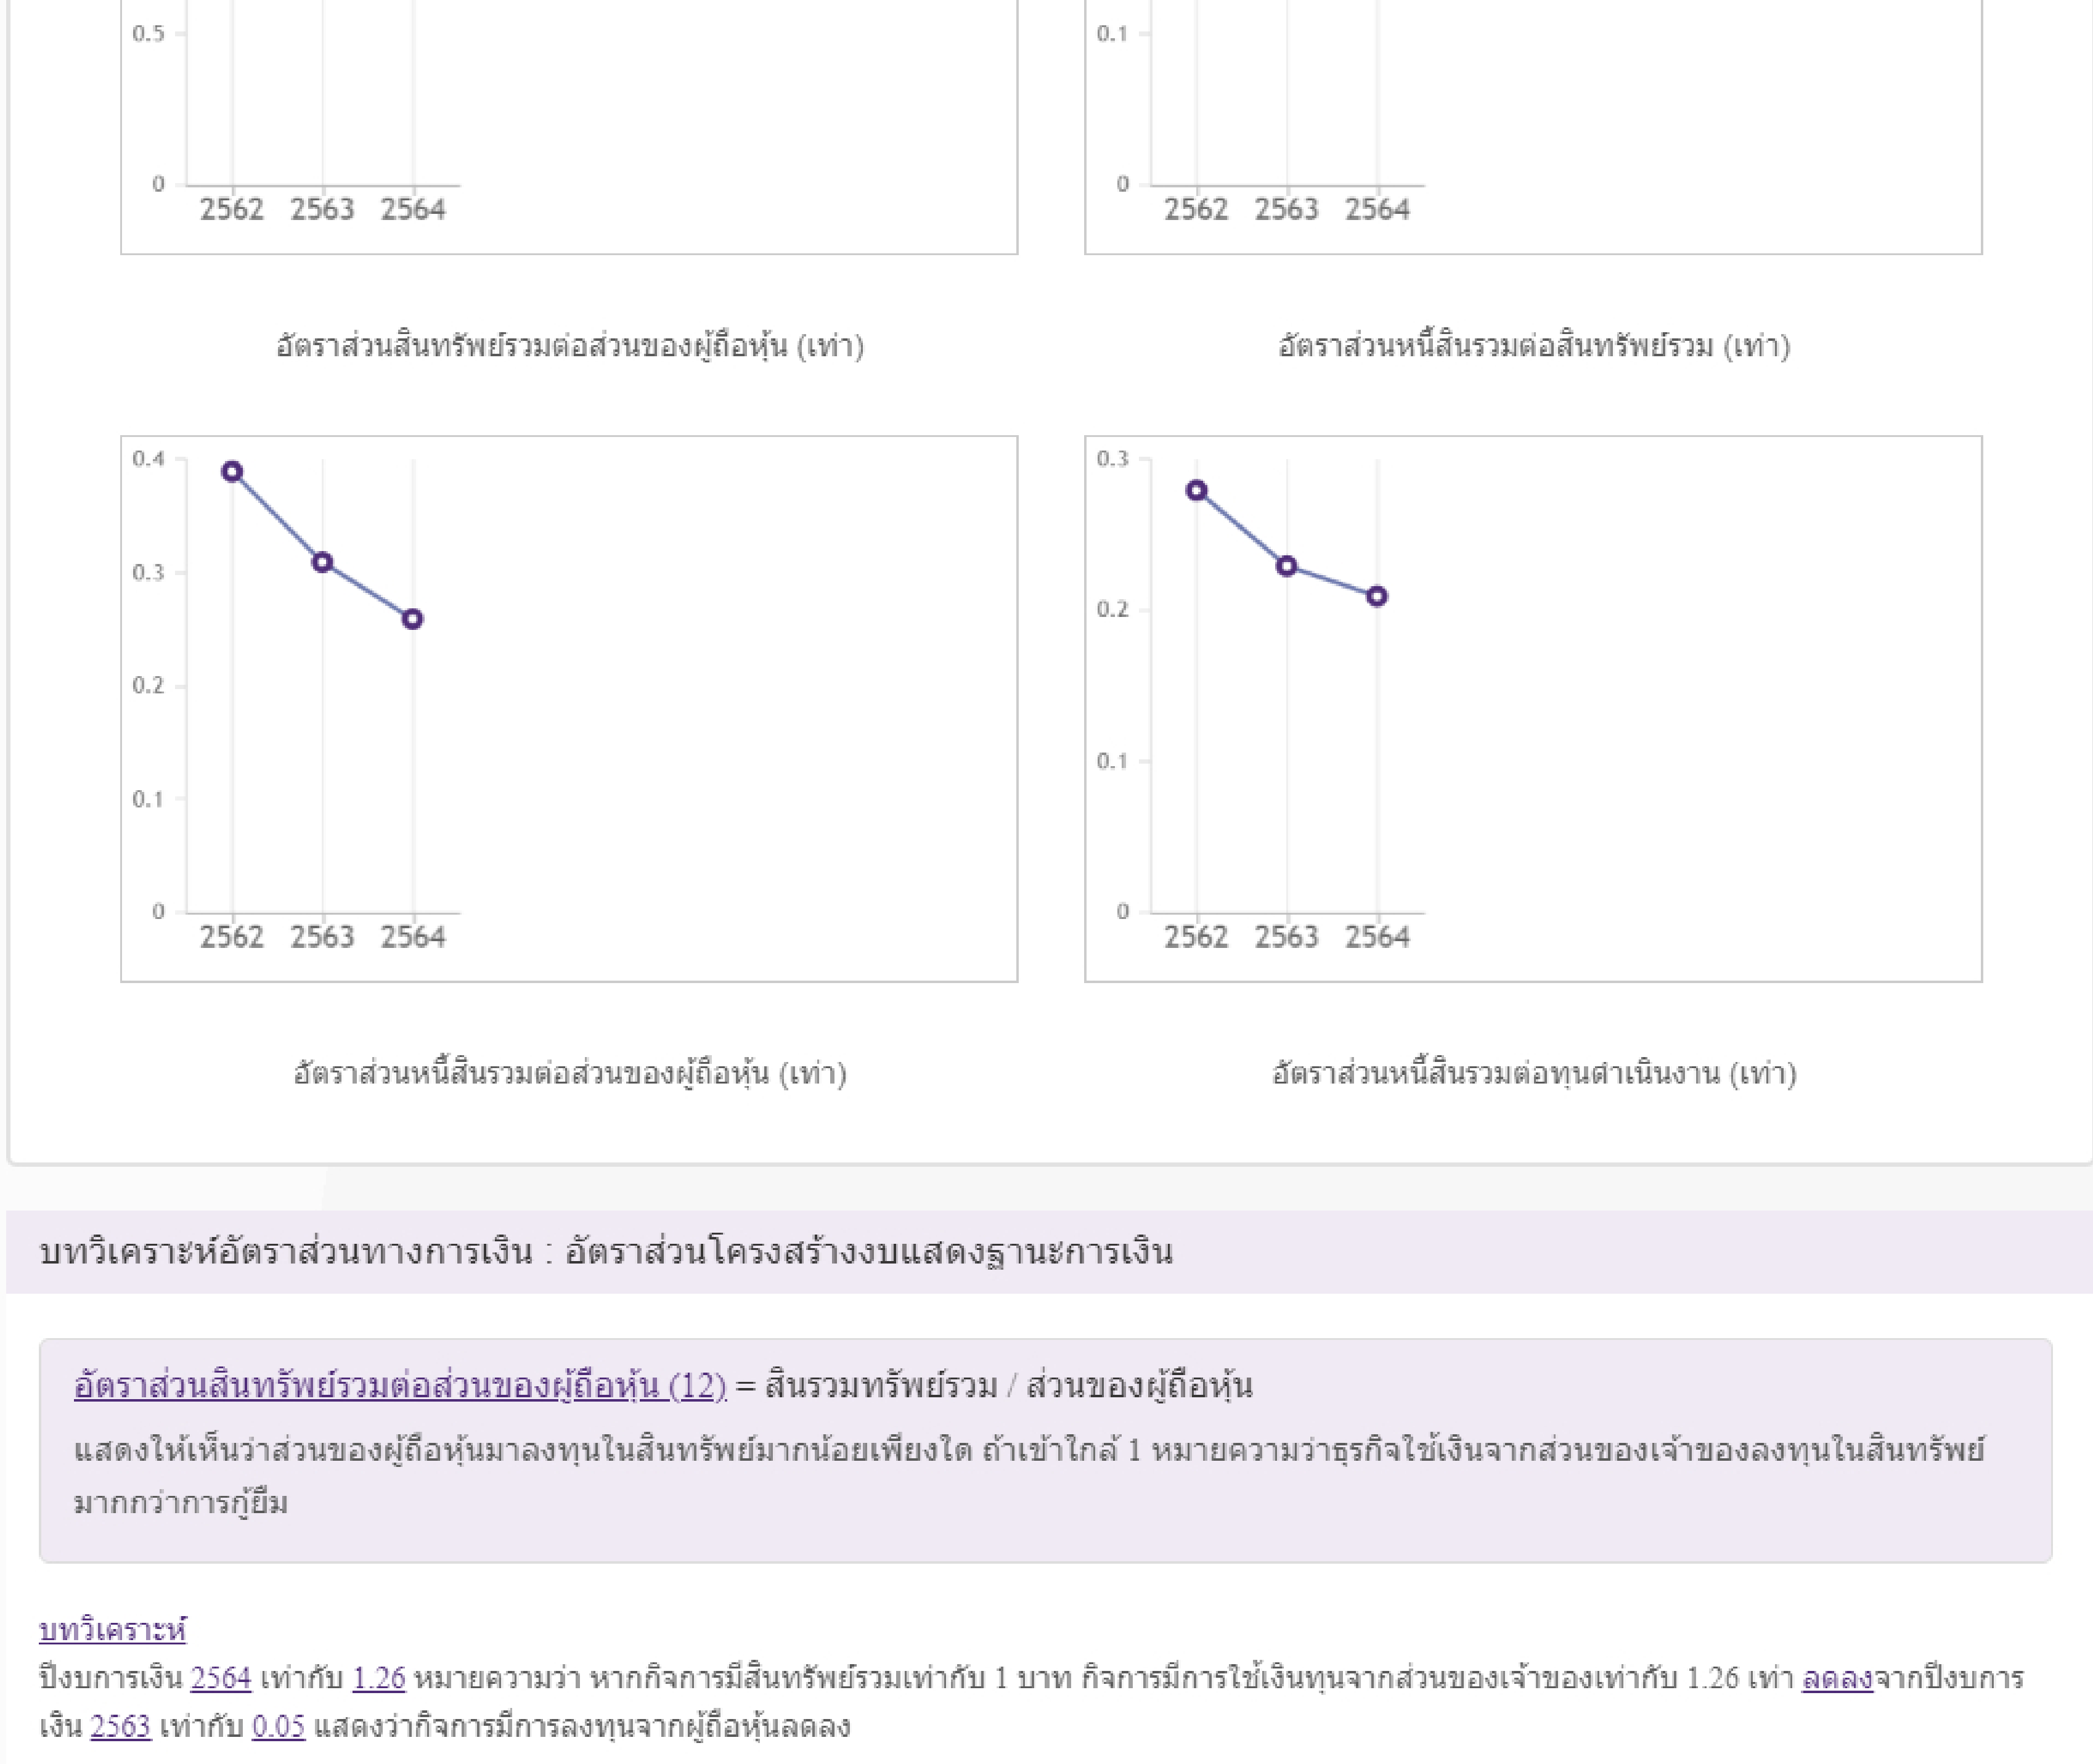 0.5
0
2562 2563 2564
0.1
0
2562 2563 2564
อัตราส่วนสินทรัพย์รวมต่อส่วนของผู้ถือหุ้น (เท่า)
อัตราส่วนหนี้สินรวมต่อสินทรัพย์รวม (เท่า)
0.4
0.3
0.2
0.1
0
2562 2563 2564
0.3
0.2
0.1
0
2562 2563 2564
อัตราส่วนหนี้สินรวมต่อส่วนของผู้ถือหุ้น (เท่า)
อัตราส่วนหนี้สินรวมต่อทุนดำเนินงาน (เท่า)
บทวิเคราะห์อัตราส่วนทางการเงิน : อัตราส่วนโครงสร้างงบแสดงฐานะการเงิน
อัตราส่วนสินทรัพย์รวมต่อส่วนของผู้ถือหุ้น (12) = สินรวมทรัพย์รวม / ส่วนของผู้ถือหุ้น
แสดงให้เห็นว่าส่วนของผู้ถือหุ้นมาลงทุนในสินทรัพย์มากน้อยเพียงใด ถ้าเข้าใกล้ 1 หมายความว่าธุรกิจใช้เงินจากส่วนของเจ้าของลงทุนในสินทรัพย์
มากกว่าการกู้ยืม
บทวิเคราะห์
ปีงบการเงิน 2564 เท่ากับ 1.26 หมายความว่า หากกิจการมีสินทรัพย์รวมเท่ากับ 1 บาท กิจการมีการใช้เงินทุนจากส่วนของเจ้าของเท่ากับ 1.26 เท่า ลดลงจากปีงบการ
เงิน 2563 เท่ากับ 0.05 แสดงว่ากิจการมีการลงทุนจากผู้ถือหุ้นลดลง